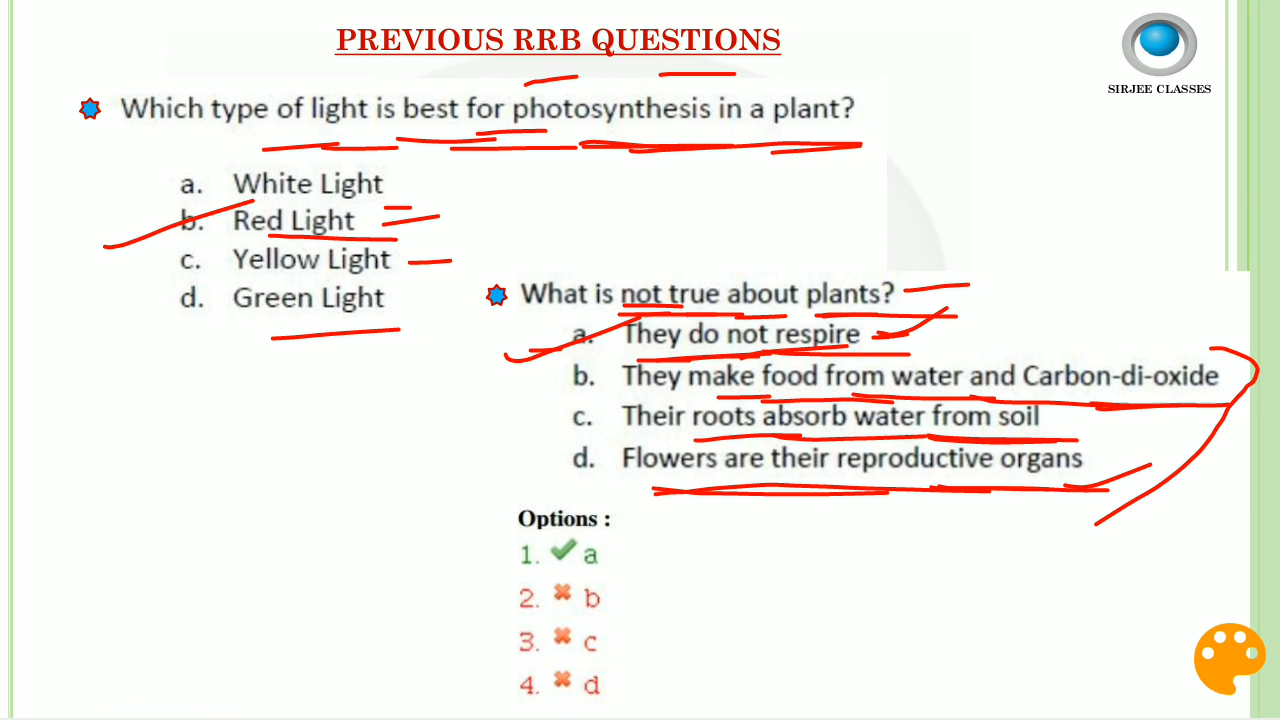 PREVIOUS RRB QUESTIONS
SIRJEE CLASSES
Which type of light is best for photosynthesis in a plant?
a. White Light
b. Red Light
c. Yellow Light
d. Green Light
What is not true about plants?
a. They do not respire
b. They make food from water and Carbon-di-oxide
c. Their roots absorb water from soil
d. Flowers are their reproductive organs
Options :
1. a
2. b
3. c
4. d